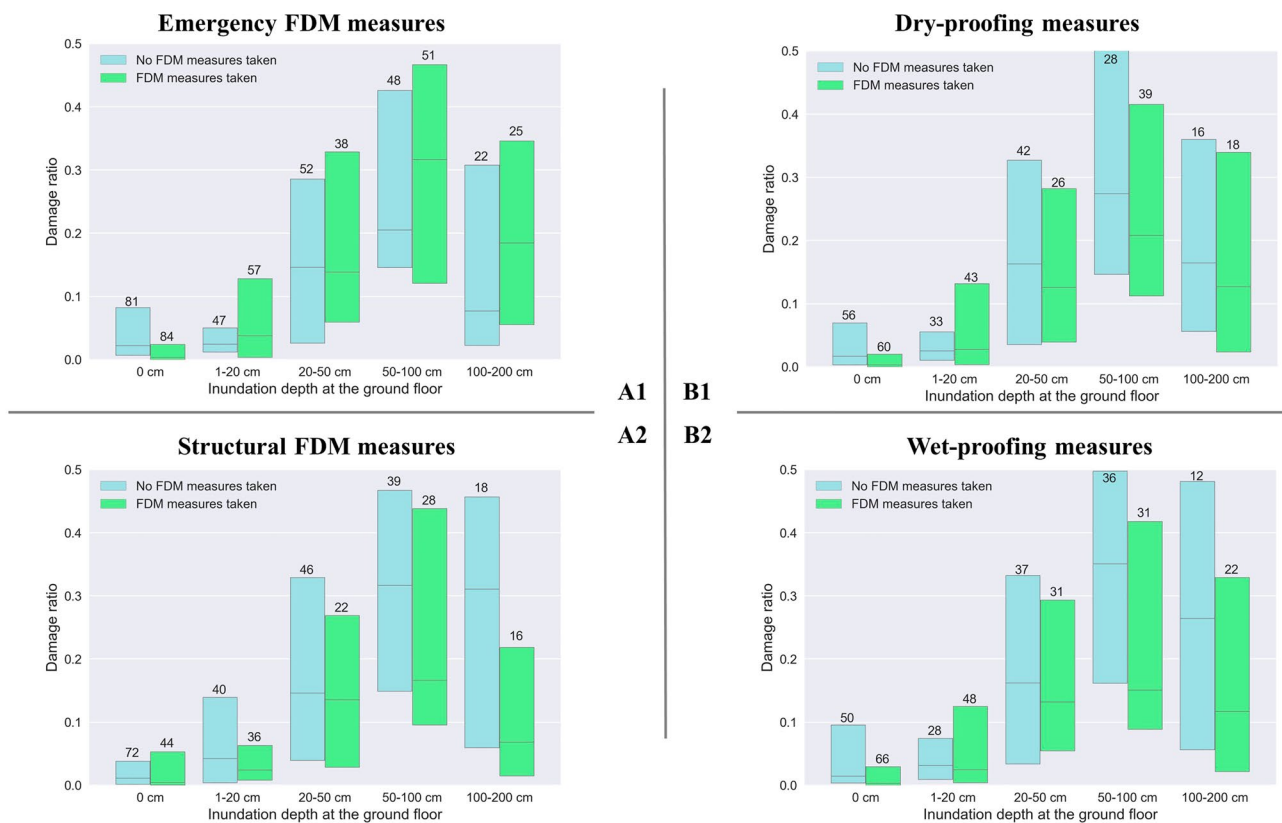 Emergency FDM measures
0.5
0.4
0.3
0.2
0.1
0.0
Damage ratio
No FDM measures taken
FDM measures taken
81
84
47
57
52
38
48
51
22
25
0 cm
1-20 cm
20-50 cm
50-100 cm
100-200 cm
Inundation depth at the ground floor
A1
Dry-proofing measures
0.5
0.4
0.3
0.2
0.1
0.0
Damage ratio
No FDM measures taken
FDM measures taken
56
60
33
43
42
26
28
39
16
18
0 cm
1-20 cm
20-50 cm
50-100 cm
100-200 cm
Inundation depth at the ground floor
B1
Structural FDM measures
A2
0.5
0.4
0.3
0.2
0.1
0.0
Damage ratio
No FDM measures taken
FDM measures taken
72
44
40
36
46
22
39
28
18
16
0 cm
1-20 cm
20-50 cm
50-100 cm
100-200 cm
Inundation depth at the ground floor
B2
Wet-proofing measures
0.5
0.4
0.3
0.2
0.1
0.0
Damage ratio
No FDM measures taken
FDM measures taken
50
66
28
48
37
31
36
31
12
22
0 cm
1-20 cm
20-50 cm
50-100 cm
100-200 cm
Inundation depth at the ground floor